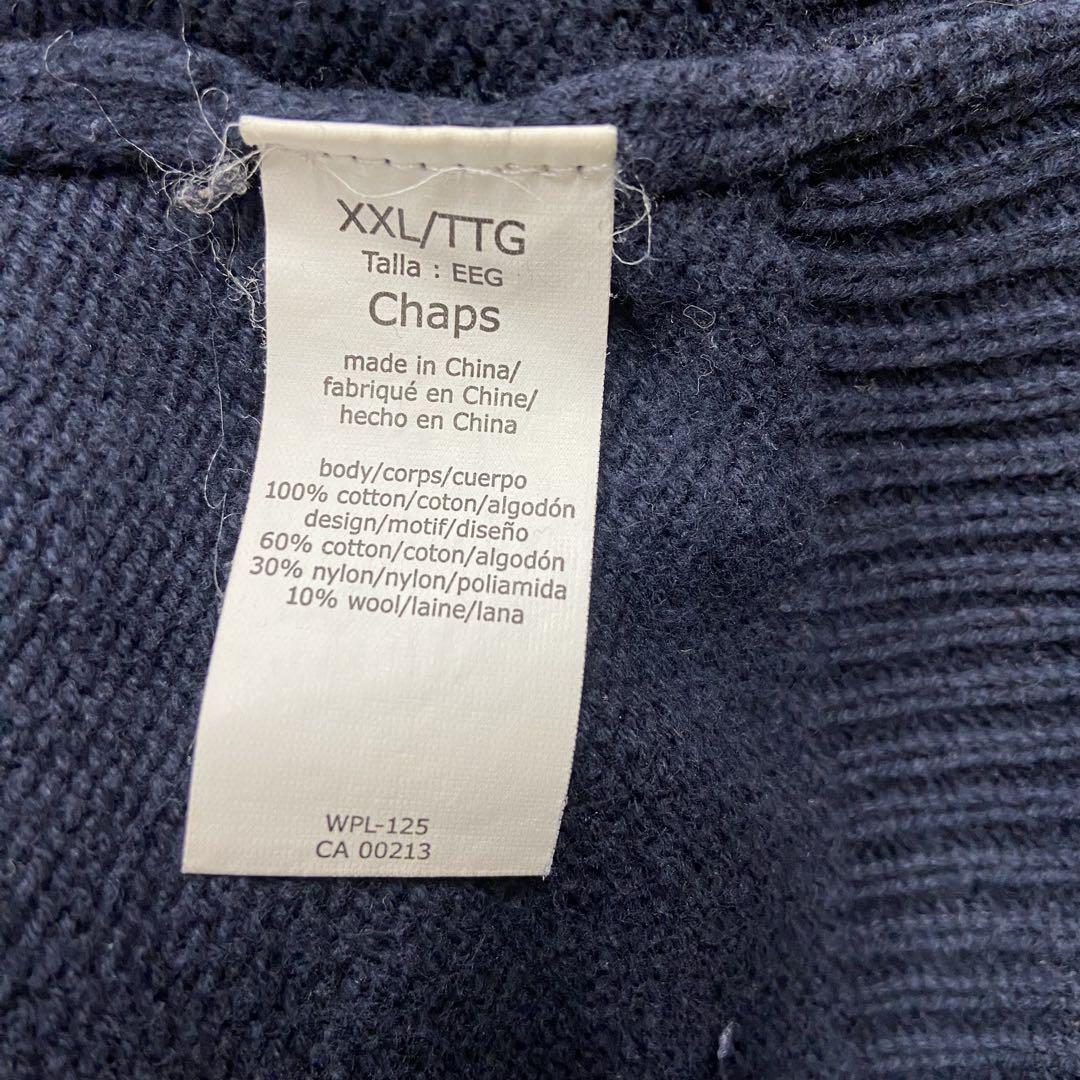 XXL/TTG
Talla : EEG
Chaps
made in China/
fabriqué en Chine/
hecho en China
body/corps/cuerpo
100% cotton/coton/algodón
design/motif/diseño
60% cotton/coton/algodón
30% nylon/nylon/poliamida
10% wool/laine/lana
WPL-125
CA 00213